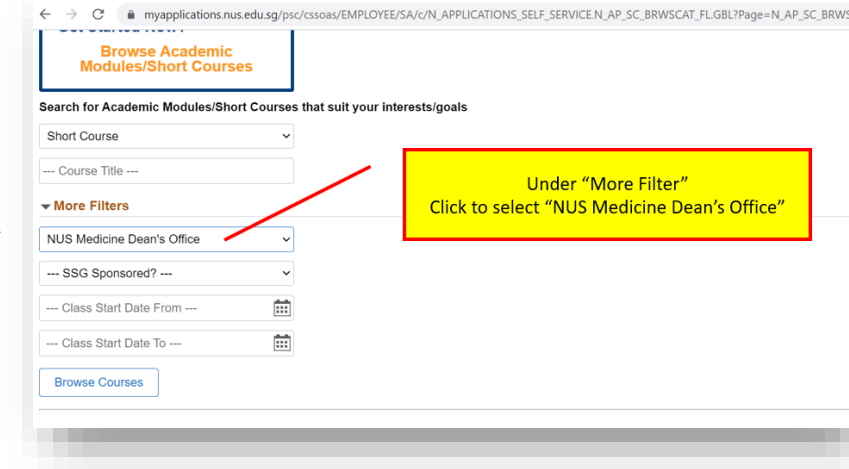 myapplications.nus.edu.sg/psc/cssoas/EMPLOYEE/SA/c/N_APPLICATIONS_SELF_SERVICE.N_AP_SC_BRWSCAT_FL.GBL?Page=N_AP_SC_BRWS
Get Started Now!
Browse Academic
Modules/Short Courses
Search for Academic Modules/Short Courses that suit your interests/goals
Short Course
--- Course Title ---
More Filters
Under “More Filter”
Click to select “NUS Medicine Dean’s Office”
NUS Medicine Dean's Office
--- SSG Sponsored? ---
--- Class Start Date From ---
--- Class Start Date To ---
Browse Courses